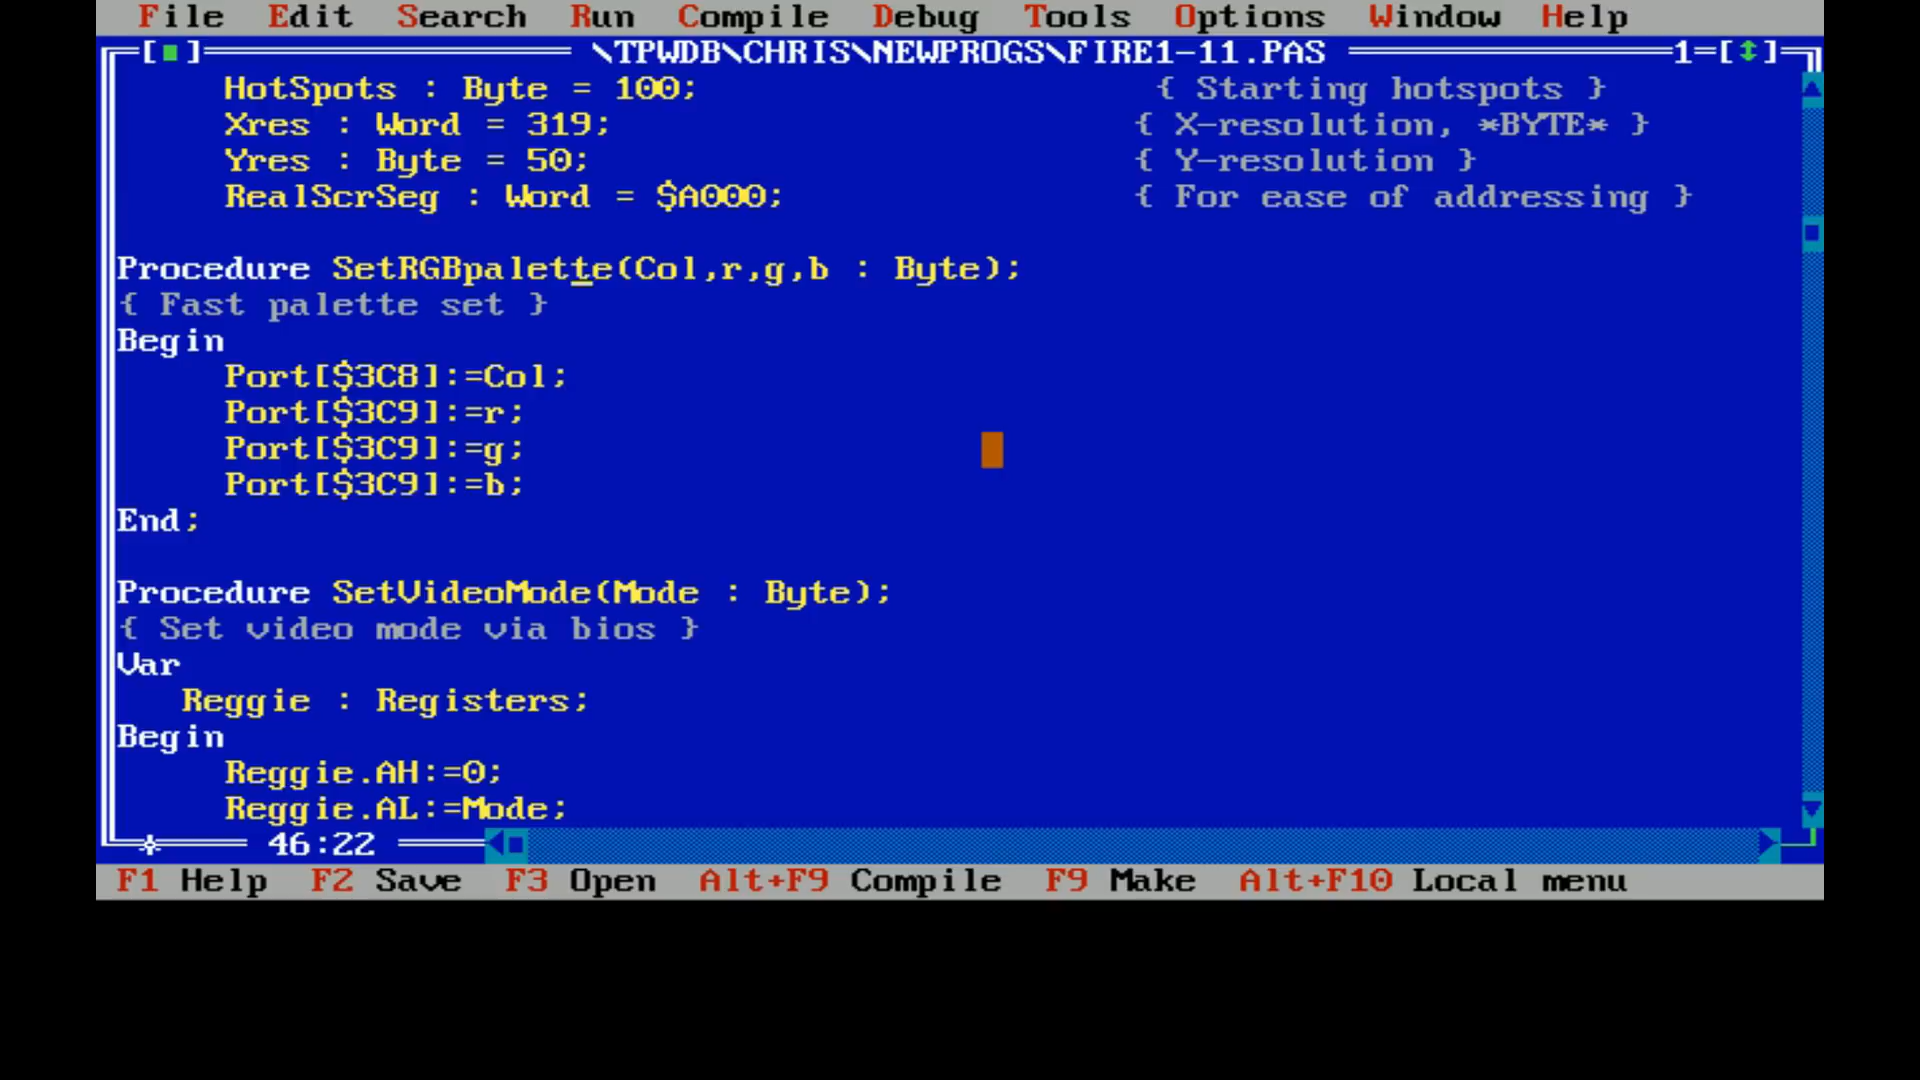 File Edit Search Run Compile Debug Tools Options Window Help
[■] \TPWDB\CHRIS\NEWPROGS\FIRE1-11.PAS 1=[↕]
HotSpots : Byte = 100; { Starting hotspots }
Xres : Word = 319; { X-resolution, *BYTE* }
Yres : Byte = 50; { Y-resolution }
RealScrSeg : Word = $A000; { For ease of addressing }
Procedure SetRGBpalette(Col,r,g,b : Byte);
{ Fast palette set }
Begin
Port[$3C8]:=Col;
Port[$3C9]:=r;
Port[$3C9]:=g;
Port[$3C9]:=b;
End;
Procedure SetVideoMode(Mode : Byte);
{ Set video mode via bios }
Var
Reggie : Registers;
Begin
Reggie.AH:=0;
Reggie.AL:=Mode;
46:22
F1 Help F2 Save F3 Open Alt+F9 Compile F9 Make Alt+F10 Local menu